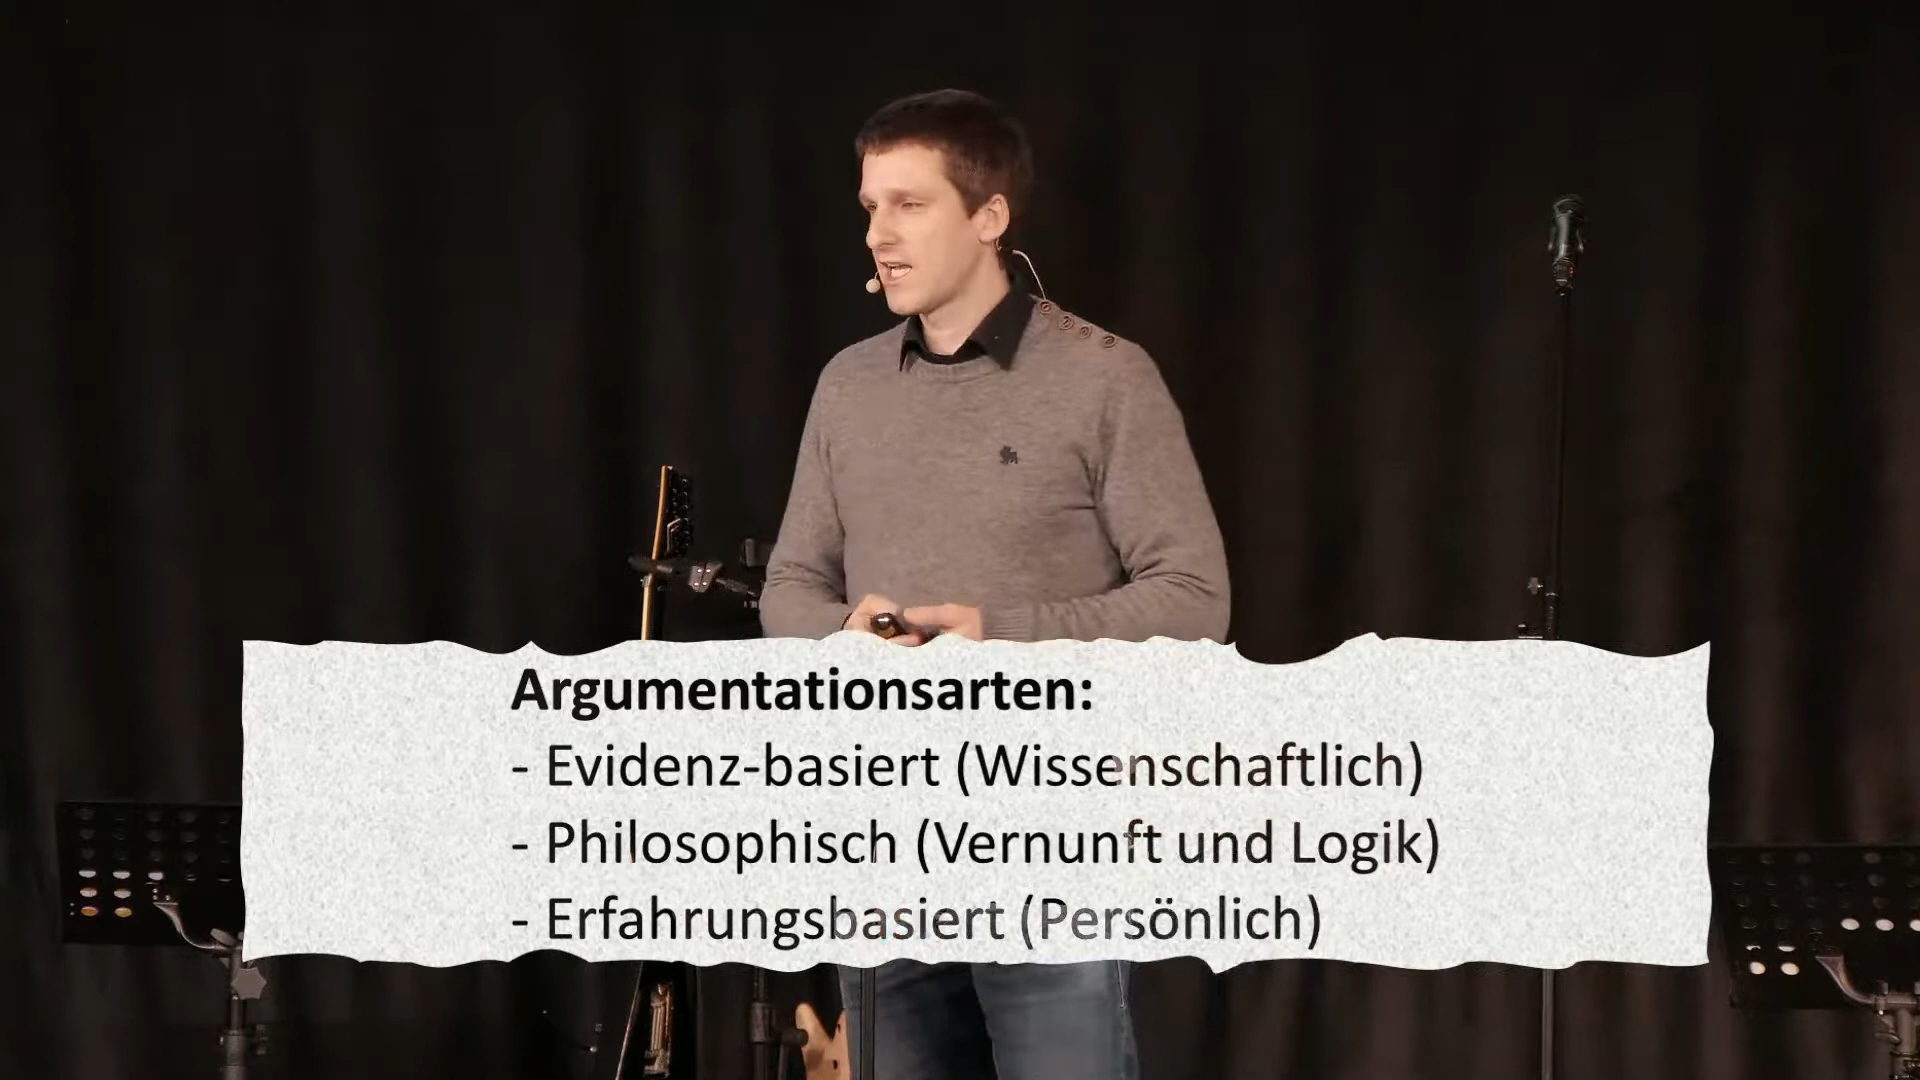 Argumentationsarten:
- Evidenz-basiert (Wissenschaftlich)
- Philosophisch (Vernunft und Logik)
- Erfahrungsbasiert (Persönlich)